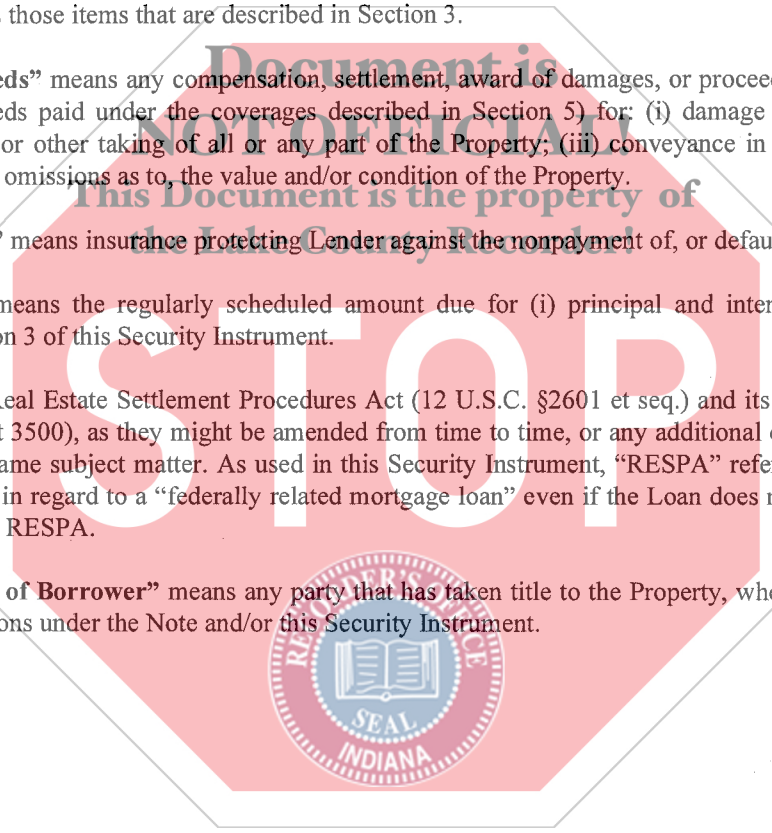 those items that are described in Section 3.
Document is
eds” means any compensation, settlement, award of damages, or proceed
eds paid under the coverages described in Section 5) for: (i) damage
NOT OFFICIAL!
or other taking of all or any part of the Property; (iii) conveyance in
omissions as to, the value and/or condition of the Property.
This Document is the property of
the Lake County Recorder!
” means insurance protecting Lender against the nonpayment of, or defau
means the regularly scheduled amount due for (i) principal and inter
on 3 of this Security Instrument.
STOP
Real Estate Settlement Procedures Act (12 U.S.C. §2601 et seq.) and its
t 3500), as they might be amended from time to time, or any additional
ame subject matter. As used in this Security Instrument, “RESPA” refe
in regard to a “federally related mortgage loan” even if the Loan does
RESPA.
of Borrower” means any party that has taken title to the Property, whe
ons under the Note and/or this Security Instrument.
RECORDER'S OFFICE
SEAL
INDIANA